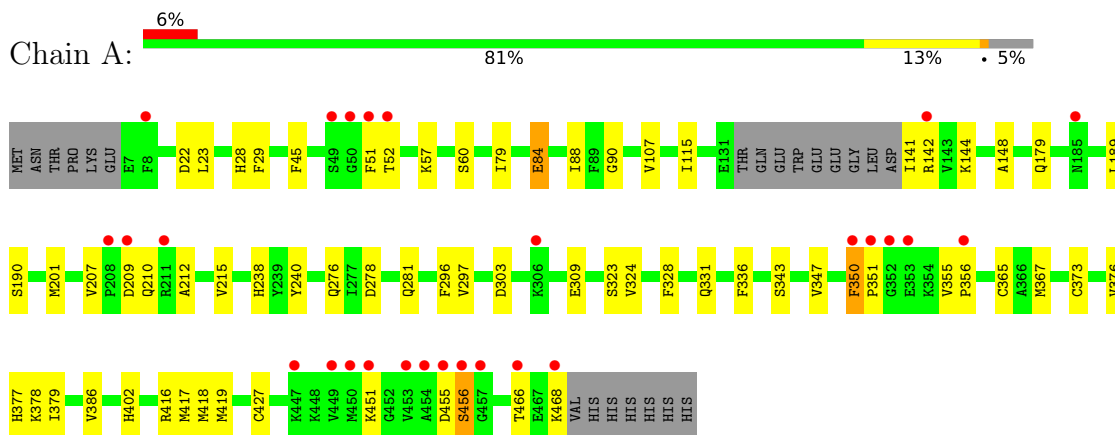 6%
Chain A:
81% 13% • 5%
MET ASN THR PRO LYS GLU E7 F8 D22 L23 H28 F29 F45 S49 G50 F51 T52 K57 S60 I79 E84 I88 F89 G90 V107 I115 E131 THR GLN GLU TRP GLU GLU GLY LEU ASP I141 R142 V143 K144 A148 Q179 N185 L189
S190 M201 V207 P208 D209 Q210 R211 A212 V215 H238 Y239 Y240 Q276 I277 D278 Q281 F296 V297 D303 K306 E309 S323 V324 F328 Q331 F336 S343 V347 F350 P351 G352 E353 K354 V355 P356 C365 A366 M367 C373 V376
H377 K378 I379 V386 H402 R416 M417 M418 M419 C427 K447 K448 V449 M450 K451 G452 V453 A454 D455 S456 G457 T466 E467 K468 VAL HIS HIS HIS HIS HIS HIS